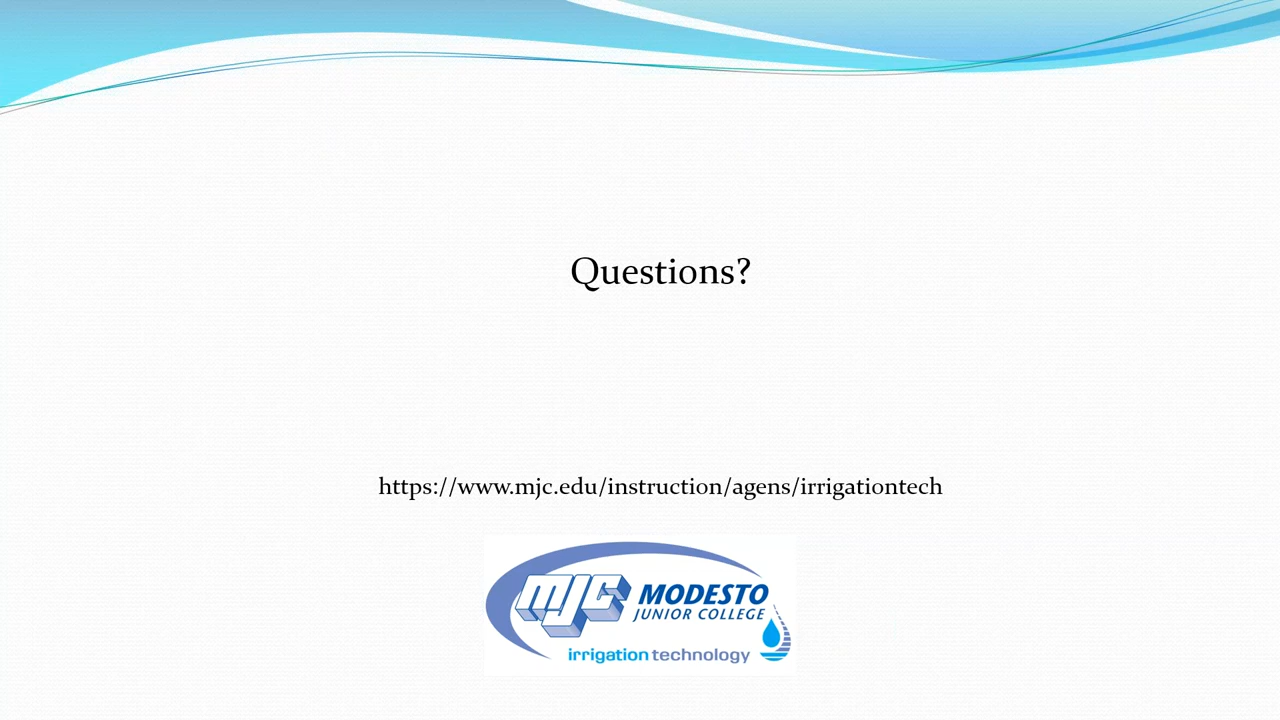 Questions?
https://www.mjc.edu/instruction/agens/irrigationtech
MJC MODESTO
JUNIOR COLLEGE
irrigation technology